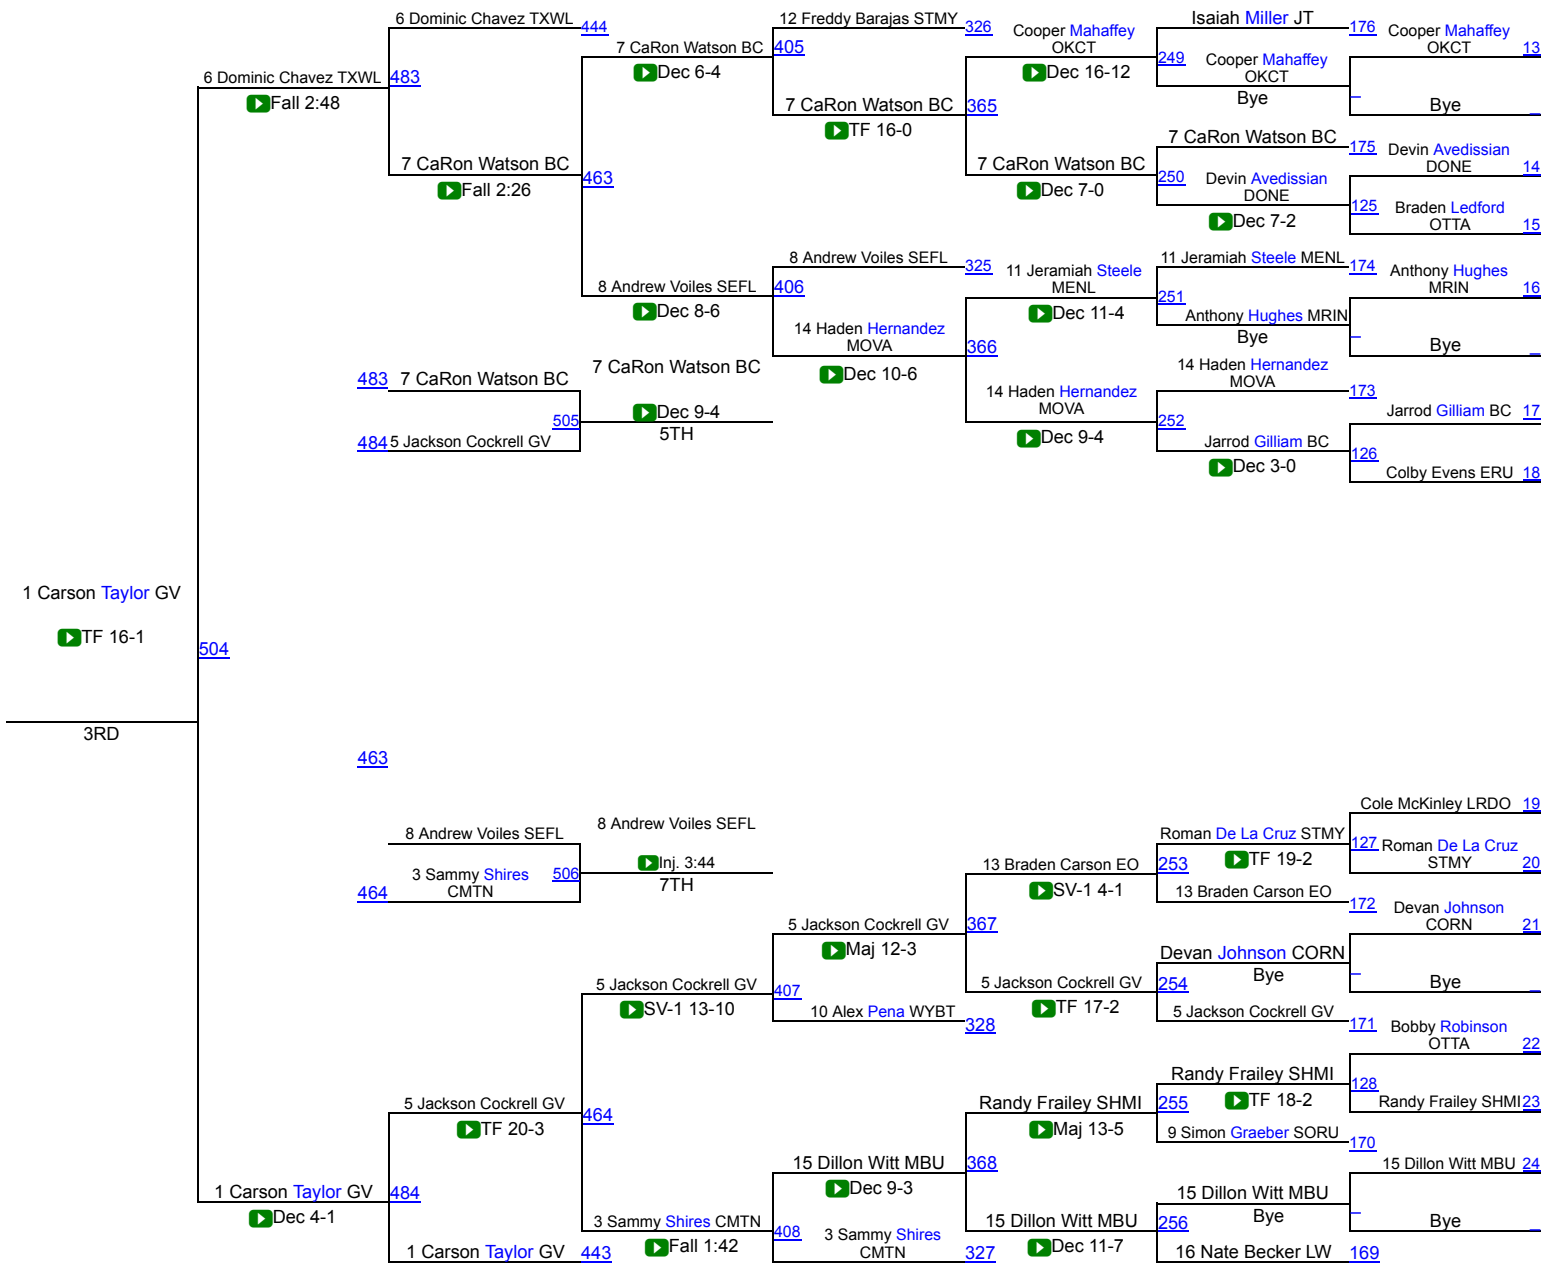 6 Dominic Chavez TXWL
444
12 Freddy Barajas STMY
326
Cooper Mahaffey
OKCT
Isaiah Miller JT
176
Cooper Mahaffey
OKCT
13
7 CaRon Watson BC
405
Dec 6-4
Dec 16-12
249
Cooper Mahaffey
OKCT
Bye
_
Bye
_
6 Dominic Chavez TXWL
483
Fall 2:48
7 CaRon Watson BC
365
TF 16-0
7 CaRon Watson BC
175
Devin Avedissian
DONE
14
7 CaRon Watson BC
463
Fall 2:26
7 CaRon Watson BC
250
Dec 7-0
Devin Avedissian
DONE
Dec 7-2
125
Braden Ledford
OTTA
15
8 Andrew Voiles SEFL
325
11 Jeramiah Steele
MENL
Dec 11-4
11 Jeramiah Steele MENL
174
Anthony Hughes
MRIN
16
8 Andrew Voiles SEFL
406
Dec 8-6
251
Anthony Hughes MRIN
Bye
_
Bye
_
14 Haden Hernandez
MOVA
366
Dec 10-6
14 Haden Hernandez
MOVA
173
Jarrod Gilliam BC
17
483
7 CaRon Watson BC
7 CaRon Watson BC
Dec 9-4
5TH
505
484
5 Jackson Cockrell GV
14 Haden Hernandez
MOVA
Dec 9-4
252
Jarrod Gilliam BC
Dec 3-0
126
Colby Evens ERU
18
1 Carson Taylor GV
TF 16-1
504
3RD
463
8 Andrew Voiles SEFL
8 Andrew Voiles SEFL
Inj. 3:44
7TH
506
3 Sammy Shires
CMTN
464
Cole McKinley LRDO
19
Roman De La Cruz STMY
127
Roman De La Cruz
STMY
20
TF 19-2
13 Braden Carson EO
253
SV-1 4-1
13 Braden Carson EO
172
Devan Johnson
CORN
21
5 Jackson Cockrell GV
367
Maj 12-3
Devan Johnson CORN
Bye
_
Bye
_
5 Jackson Cockrell GV
407
SV-1 13-10
5 Jackson Cockrell GV
254
TF 17-2
10 Alex Pena WYBT
328
5 Jackson Cockrell GV
171
Bobby Robinson
OTTA
22
5 Jackson Cockrell GV
464
TF 20-3
Randy Frailey SHMI
255
Maj 13-5
Randy Frailey SHMI
128
TF 18-2
Randy Frailey SHMI
23
9 Simon Graeber SORU
170
15 Dillon Witt MBU
24
15 Dillon Witt MBU
368
Dec 9-3
1 Carson Taylor GV
484
Dec 4-1
15 Dillon Witt MBU
Bye
_
Bye
_
3 Sammy Shires CMTN
408
Fall 1:42
3 Sammy Shires
CMTN
327
15 Dillon Witt MBU
256
Dec 11-7
1 Carson Taylor GV
443
16 Nate Becker LW
169